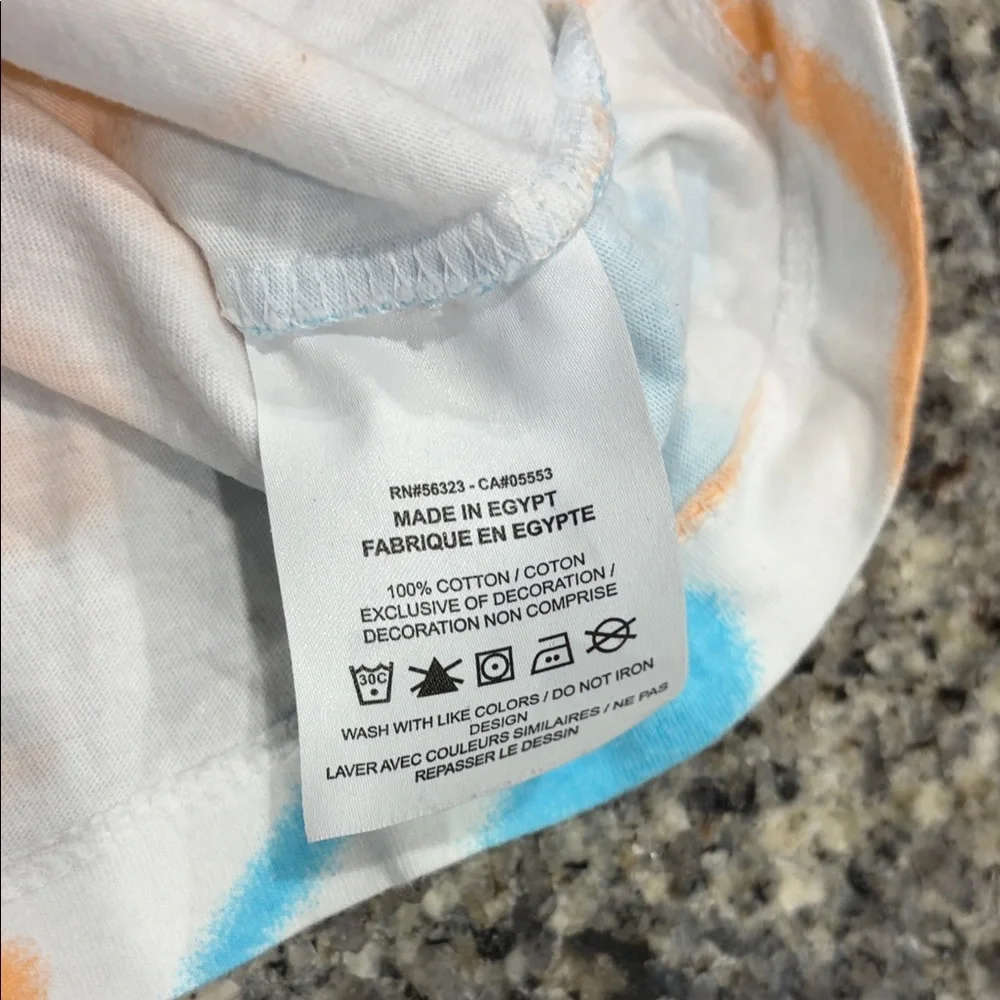 RN#56323 - CA#05553
MADE IN EGYPT
FABRIQUE EN EGYPTE
100% COTTON / COTON
EXCLUSIVE OF DECORATION /
DECORATION NON COMPRISE
30C
WASH WITH LIKE COLORS / DO NOT IRON
DESIGN
LAVER AVEC COULEURS SIMILAIRES / NE PAS
REPASSER LE DESSIN